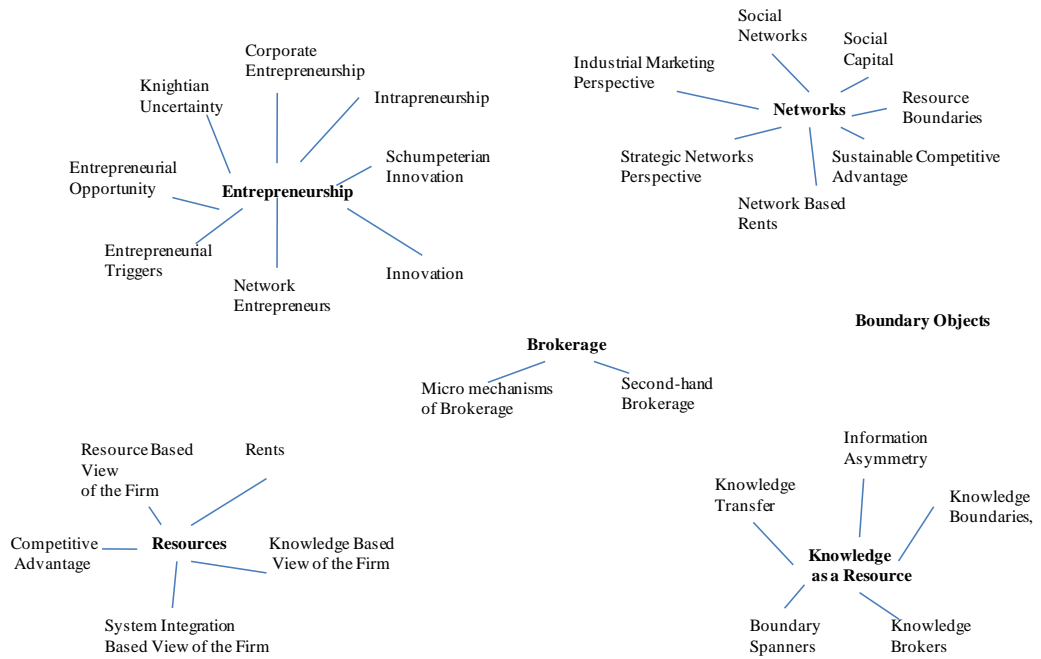 Corporate
Entrepreneurship
Knightian
Uncertainty
Intrapreneurship
Entrepreneurial
Opportunity
Schumpeterian
Innovation
Entrepreneurship
Entrepreneurial
Triggers
Network
Entrepreneurs
Innovation
Social
Networks
Social
Capital
Industrial Marketing
Perspective
Networks
Resource
Boundaries
Strategic Networks
Perspective
Sustainable Competitive
Advantage
Network Based
Rents
Boundary Objects
Brokerage
Micro mechanisms
of Brokerage
Second-hand
Brokerage
Resource Based
View
of the Firm
Rents
Competitive
Advantage
Resources
Knowledge Based
View of the Firm
System Integration
Based View of the Firm
Information
Asymmetry
Knowledge
Transfer
Knowledge
Boundaries,
Knowledge
as a Resource
Boundary
Spanners
Knowledge
Brokers